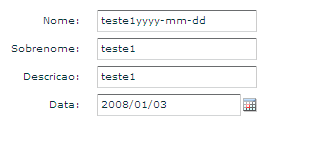 Nome: teste1yyyy-mm-dd
Sobrenome: teste1
Descricao: teste1
Data: 2008/01/03